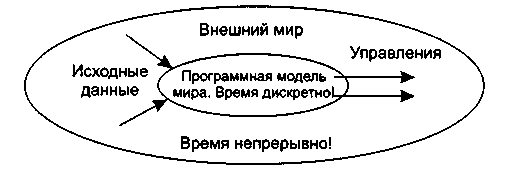 Внешний мир
Управления
Исходные
данные
Программная модель
мира. Время дискретно!
Время непрерывно!